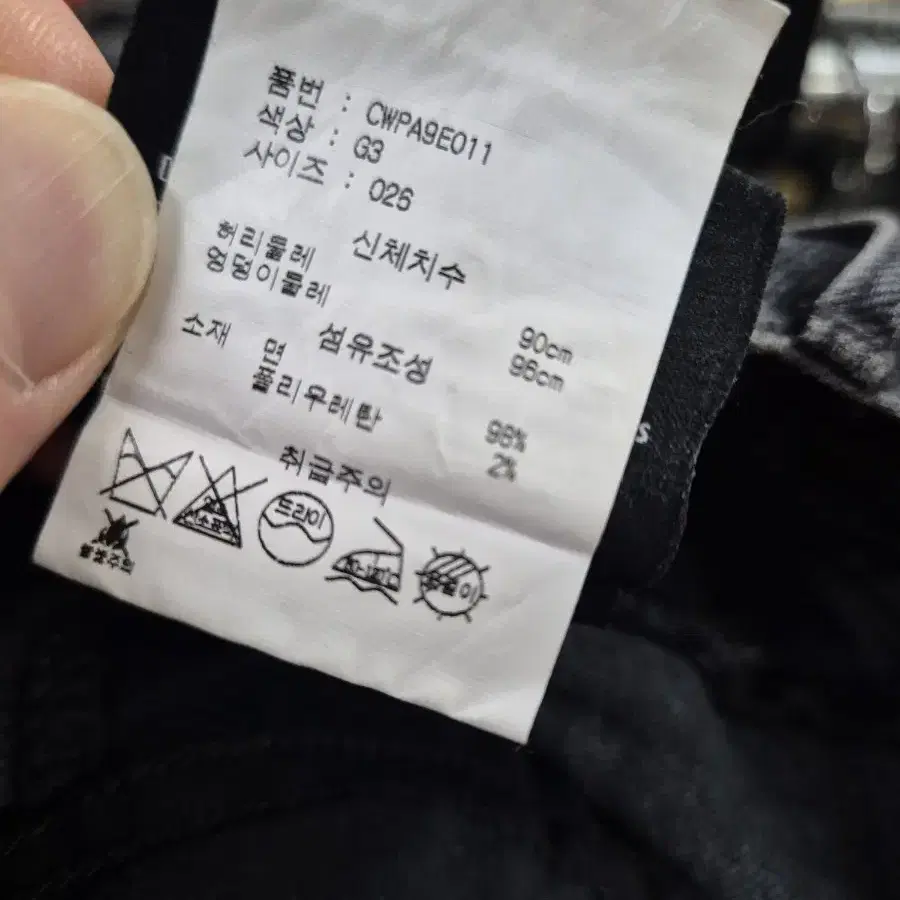 품번 : CWPA9E011
색상 : G3
사이즈 : 026
신체치수
허리둘레 90cm
엉덩이둘레 96cm
섬유조성
소재 면 98%
폴리우레탄 2%
취급주의
드라이
s